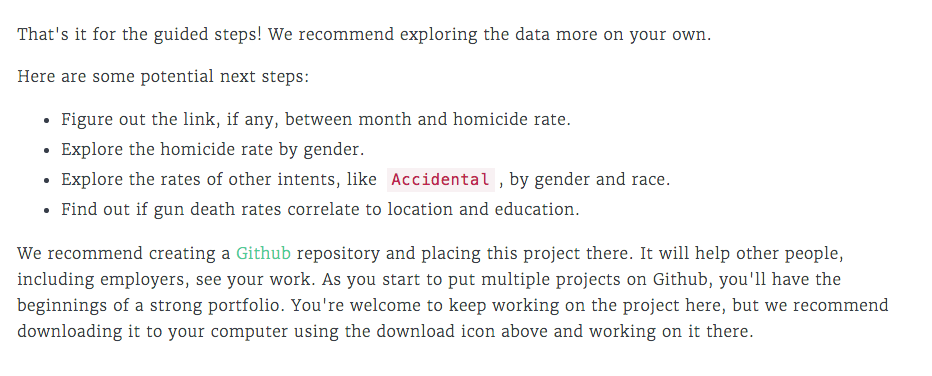 That's it for the guided steps! We recommend exploring the data more on your own.
Here are some potential next steps:
• Figure out the link, if any, between month and homicide rate.
• Explore the homicide rate by gender.
• Explore the rates of other intents, like Accidental , by gender and race.
• Find out if gun death rates correlate to location and education.
We recommend creating a Github repository and placing this project there. It will help other people,
including employers, see your work. As you start to put multiple projects on Github, you'll have the
beginnings of a strong portfolio. You're welcome to keep working on the project here, but we recommend
downloading it to your computer using the download icon above and working on it there.